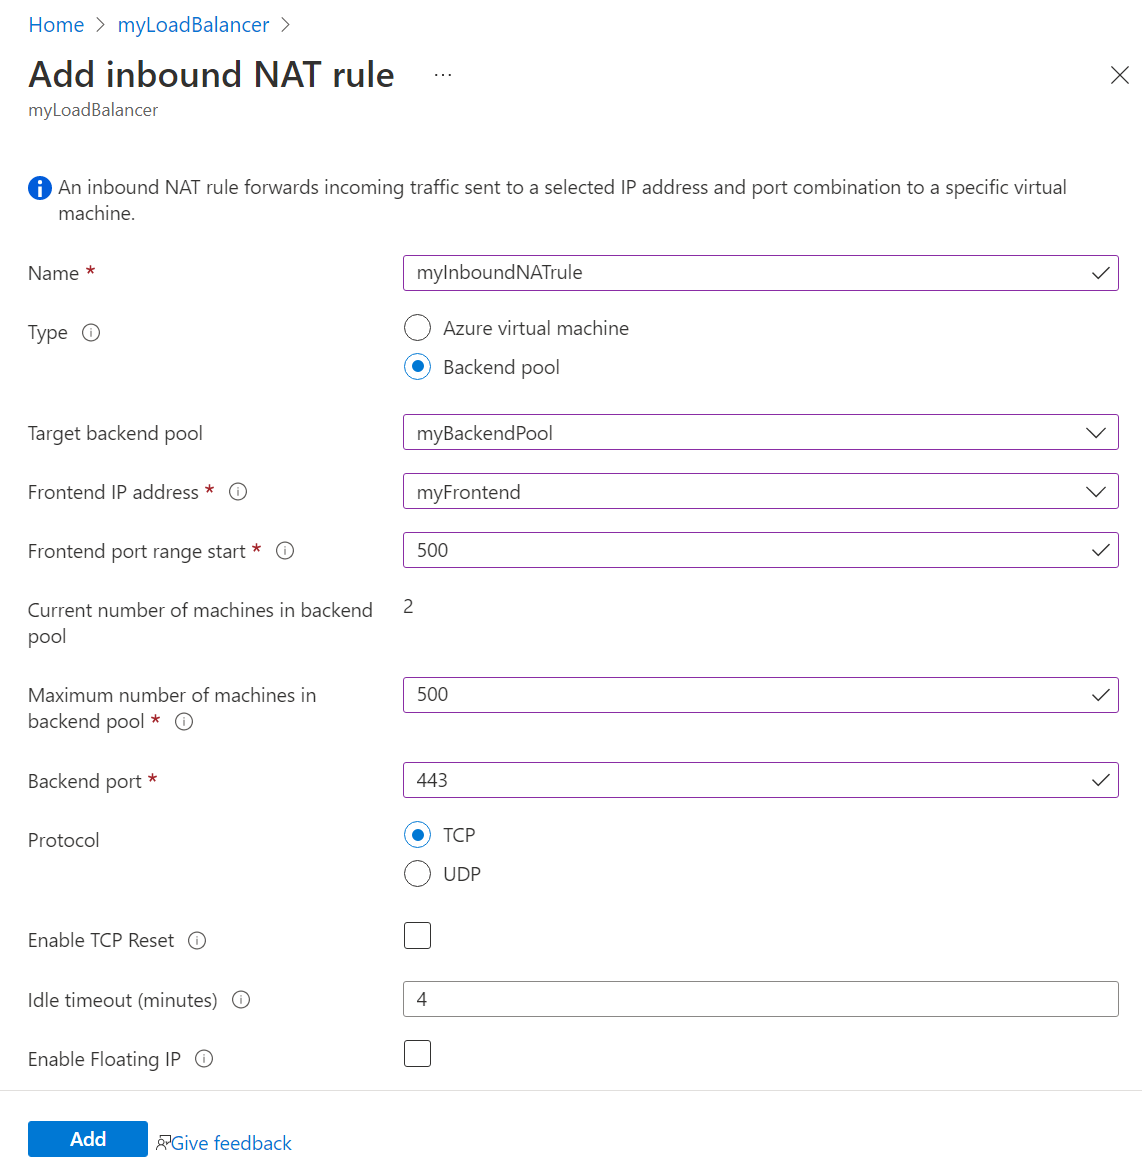 Home > myLoadBalancer >
Add inbound NAT rule ...
myLoadBalancer
An inbound NAT rule forwards incoming traffic sent to a selected IP address and port combination to a specific virtual
machine.
Name * myInboundNATrule
Type
Azure virtual machine
Backend pool
Target backend pool myBackendPool
Frontend IP address * myFrontend
Frontend port range start * 500
Current number of machines in backend 2
pool
Maximum number of machines in 500
backend pool *
Backend port * 443
Protocol TCP
UDP
Enable TCP Reset
Idle timeout (minutes) 4
Enable Floating IP
Add Give feedback